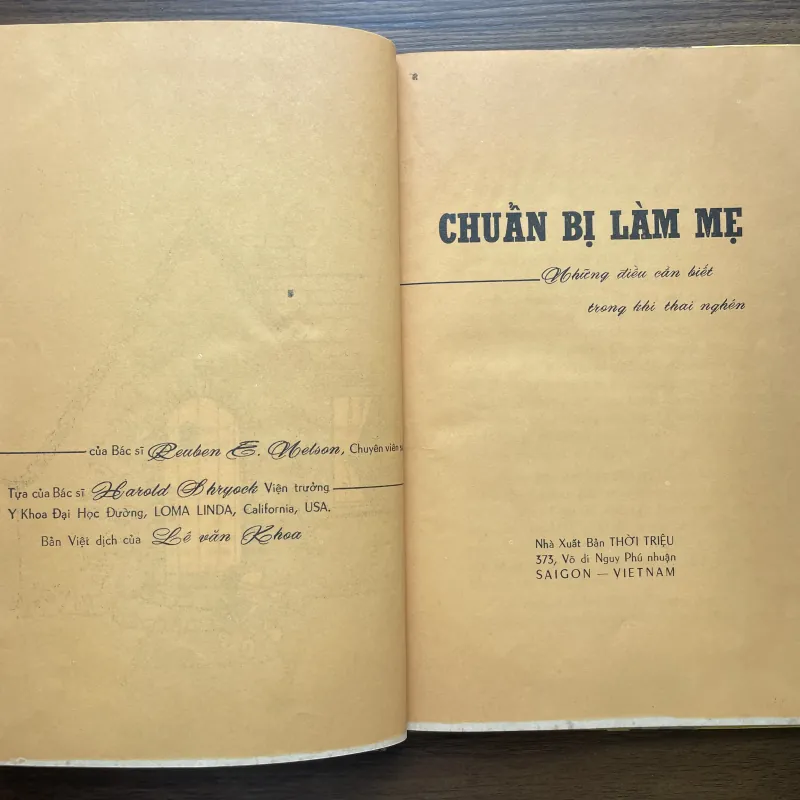 của Bác sĩ Reuben E. Nelson, Chuyên viên
Tựa của Bác sĩ Harold Shryock Viện trưởng
Y Khoa Đại Học Đường, LOMA LINDA, California, USA.
Bản Việt dịch của Lê văn Khoa
CHUẨN BỊ LÀM MẸ
Những điều cần biết
trong khi thai nghén
Nhà Xuất Bản THỜI TRIỆU
373, Võ di Nguy Phú nhuận
SAIGON — VIETNAM